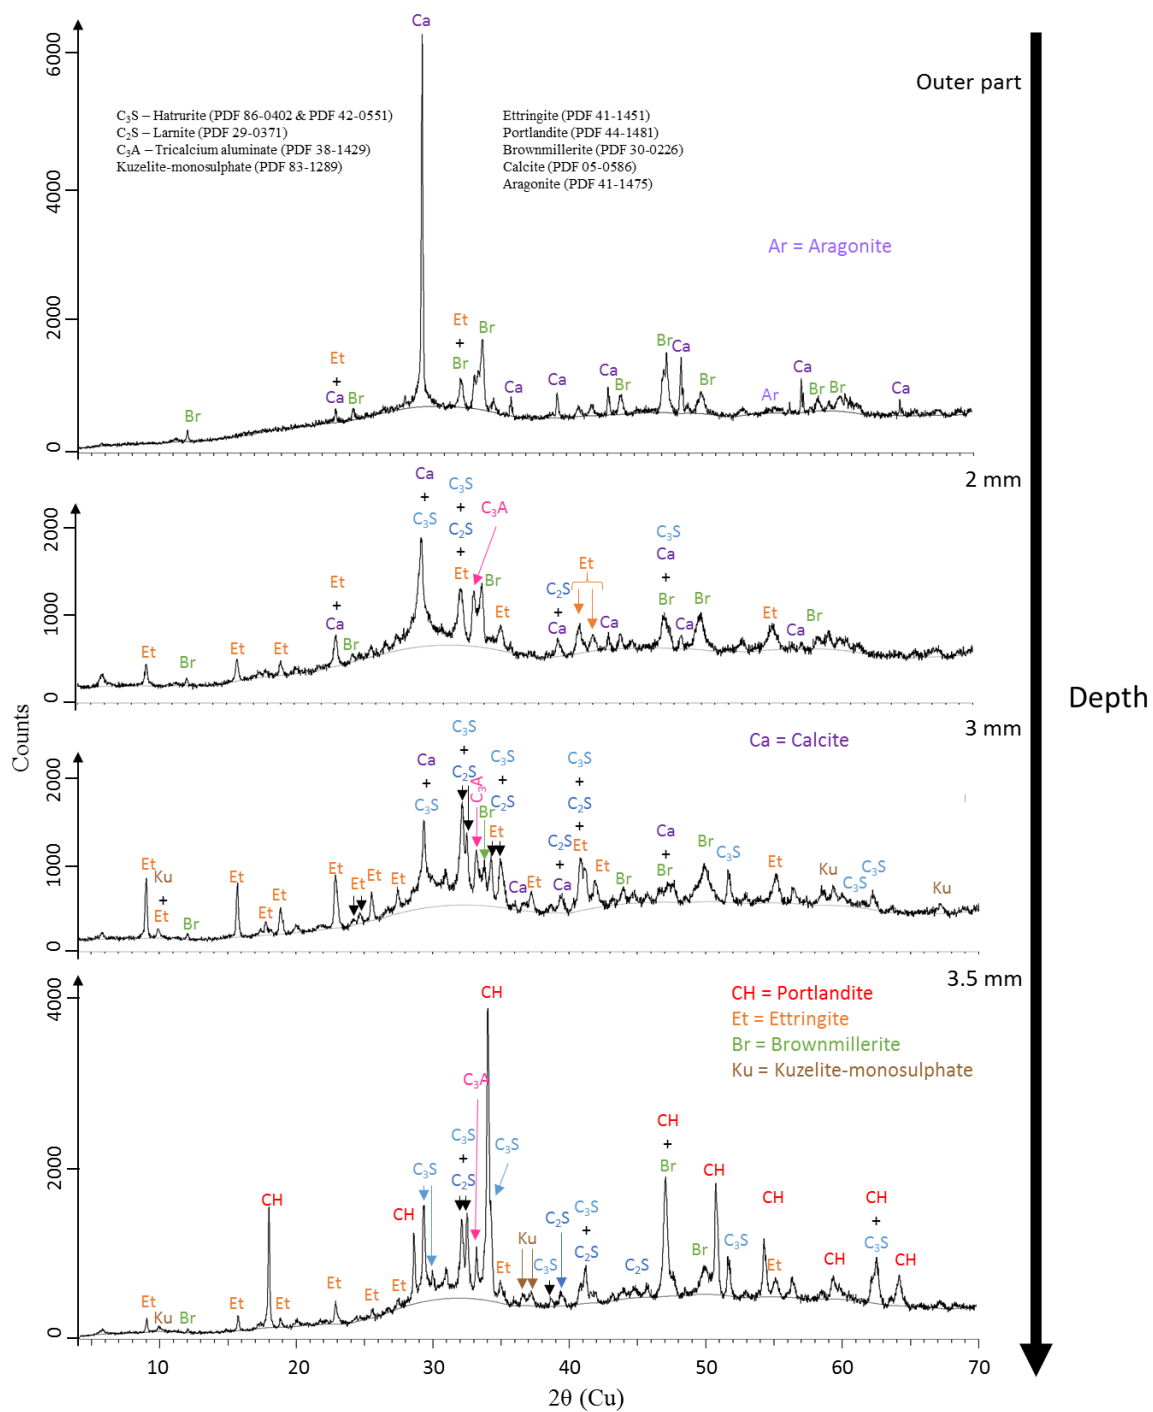 Ca
6000
Outer part
C₃S – Hatrurite (PDF 86-0402 & PDF 42-0551)
C₂S – Larnite (PDF 29-0371)
C₃A – Tricalcium aluminate (PDF 38-1429)
Kuzelite-monosulphate (PDF 83-1289)
Ettringite (PDF 41-1451)
Portlandite (PDF 44-1481)
Brownmillerite (PDF 30-0226)
Calcite (PDF 05-0586)
Aragonite (PDF 41-1475)
4000
Ar = Aragonite
2000
Et
+
Br
Br
Et
+
Ca
Br
Br
Ca
Ca
Ca
Br
Br
Ca
Br
Ar
Ca
Br
Br
Ca
0
2 mm
Ca
+
C₃S
C₃S
+
C₂S
+
Et
C₃A
Br
Et
C₃S
Ca
+
Br
Et
C₂S
+
Ca
Ca
Ca
Br
Et
Ca
Br
2000
1000
0
Et
Br
Et
Et
Et
+
Ca
Br
3 mm
Ca = Calcite
Counts
Depth
2000
1000
0
Et
Ku
+
Et
Br
Et
Et
Et
Et
Et
Et
Et
Ca
+
C₃S
C₃S
+
C₂S
C₃A
Br
C₃S
+
C₂S
Et
Ca
Et
C₂S
+
Ca
C₃S
+
C₂S
+
Et
Et
Br
Ca
+
Br
Br
C₃S
Et
Ku
C₃S
C₃S
Ku
3.5 mm
CH = Portlandite
Et = Ettringite
Br = Brownmillerite
Ku = Kuzelite-monosulphate
4000
2000
0
CH
C₃A
C₃S
+
C₂S
C₃S
C₃S
CH
CH
Et
Ku
Br
Et
Et
Et
Et
Et
Et
Ku
C₃S
C₂S
C₃S
+
C₂S
C₂S
CH
+
Br
Br
CH
C₃S
CH
Et
CH
CH
+
C₃S
CH
10 20 30 40 50 60 70
2θ (Cu)